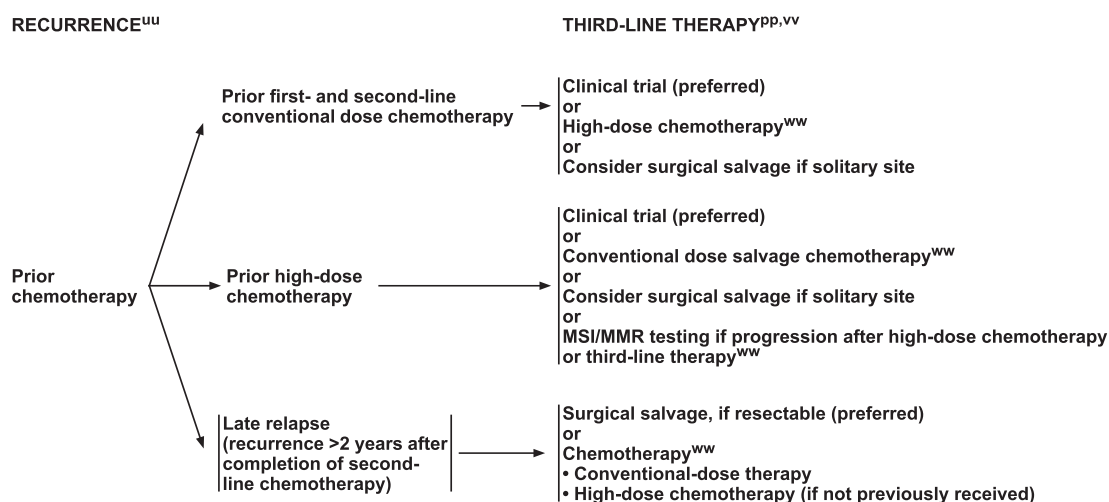 RECURRENCEuu
THIRD-LINE THERAPYpp,vv
Prior
chemotherapy
Prior first- and second-line
conventional dose chemotherapy
Clinical trial (preferred)
or
High-dose chemotherapyww
or
Consider surgical salvage if solitary site
Prior high-dose
chemotherapy
Clinical trial (preferred)
or
Conventional dose salvage chemotherapyww
or
Consider surgical salvage if solitary site
or
MSI/MMR testing if progression after high-dose chemotherapy
or third-line therapyww
Late relapse
(recurrence >2 years after
completion of second-
line chemotherapy)
Surgical salvage, if resectable (preferred)
or
Chemotherapyww
• Conventional-dose therapy
• High-dose chemotherapy (if not previously received)